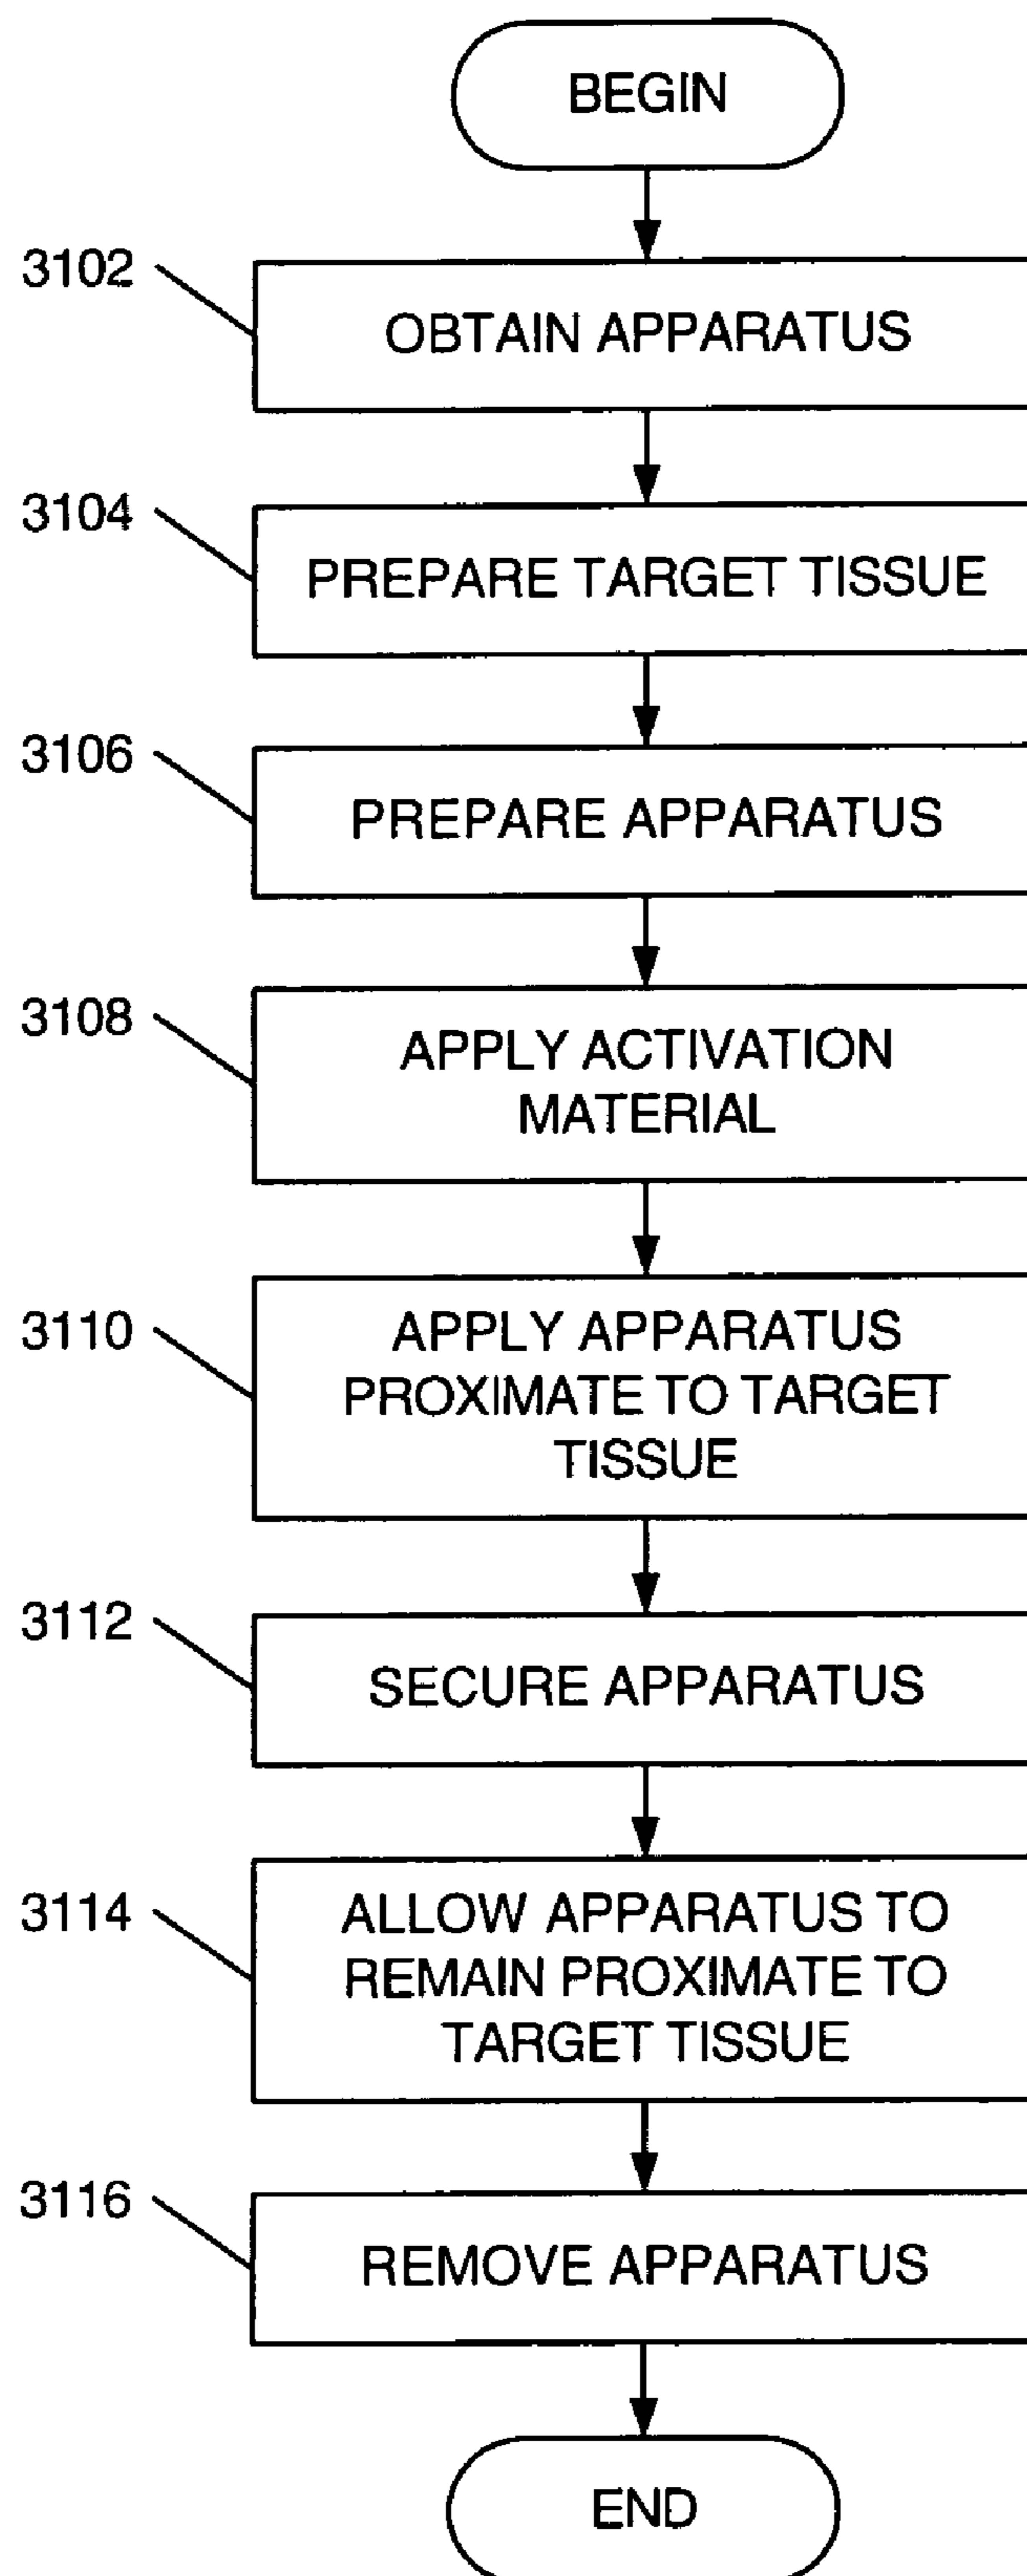 BEGIN
3102
OBTAIN APPARATUS
3104
PREPARE TARGET TISSUE
3106
PREPARE APPARATUS
3108
APPLY ACTIVATION
MATERIAL
3110
APPLY APPARATUS
PROXIMATE TO TARGET
TISSUE
3112
SECURE APPARATUS
3114
ALLOW APPARATUS TO
REMAIN PROXIMATE TO
TARGET TISSUE
3116
REMOVE APPARATUS
END